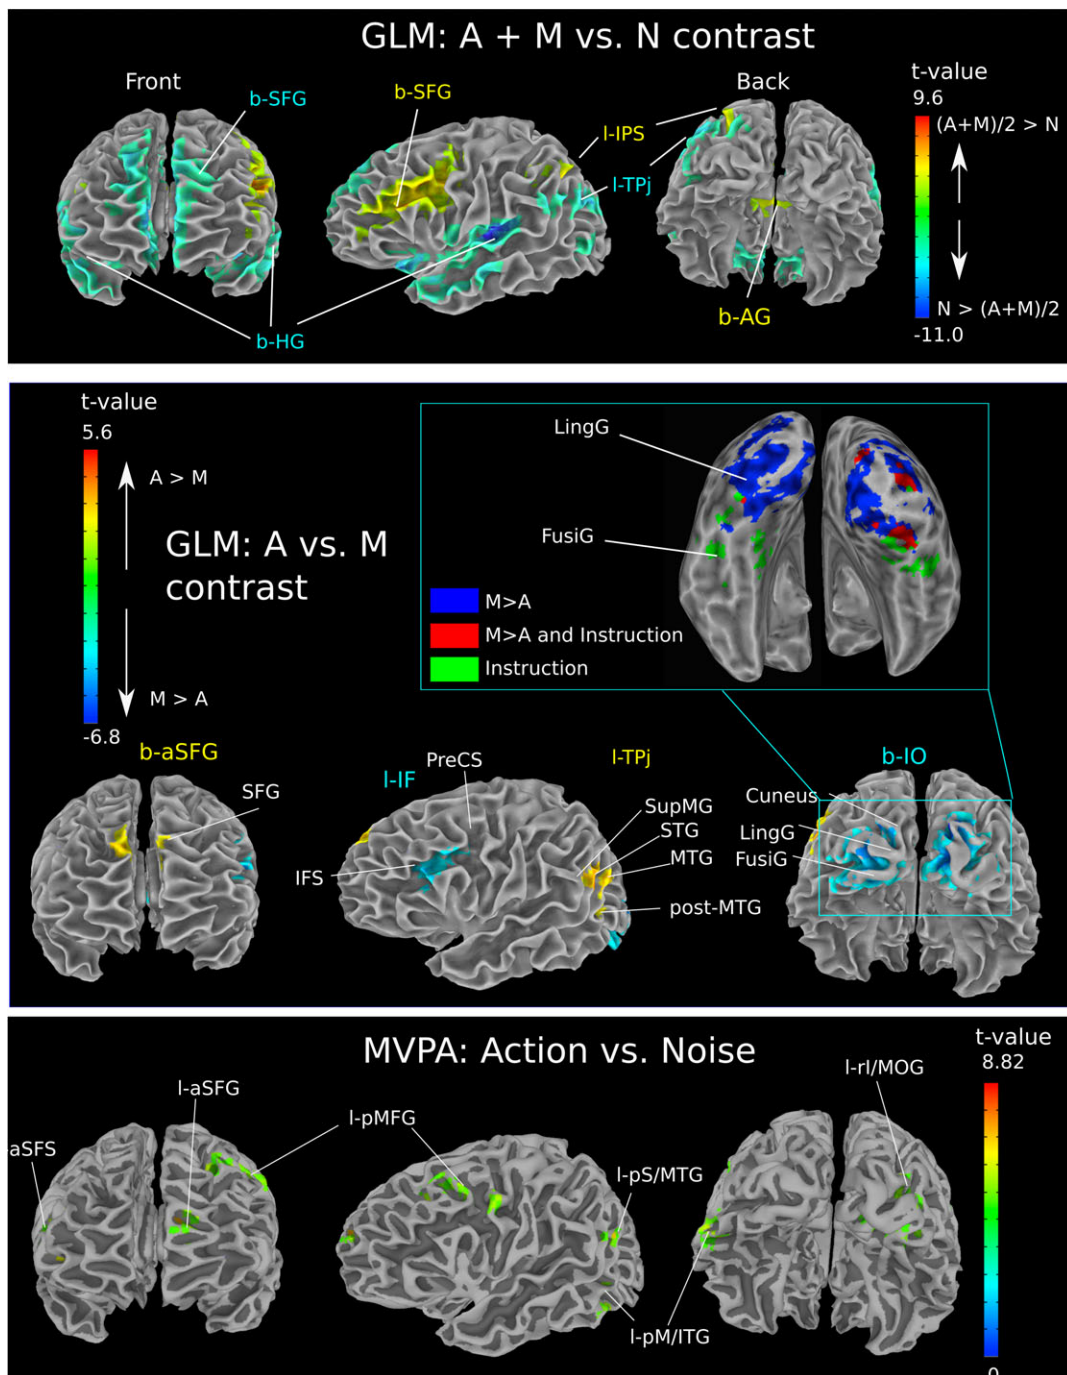 GLM: A + M vs. N contrast
Front
b-SFG
b-SFG
Back
l-IPS
l-TPj
b-HG
b-AG
t-value
9.6
(A+M)/2 > N
N > (A+M)/2
-11.0
t-value
5.6
A > M
GLM: A vs. M
contrast
M > A
-6.8
LingG
FusiG
M>A
M>A and Instruction
Instruction
b-aSFG
SFG
l-IF
PreCS
IFS
l-TPj
SupMG
STG
MTG
post-MTG
b-IO
Cuneus
LingG
FusiG
MVPA: Action vs. Noise
t-value
8.82
l-aSFG
aSFS
l-pMFG
l-pS/MTG
l-pM/ITG
l-rI/MOG
0